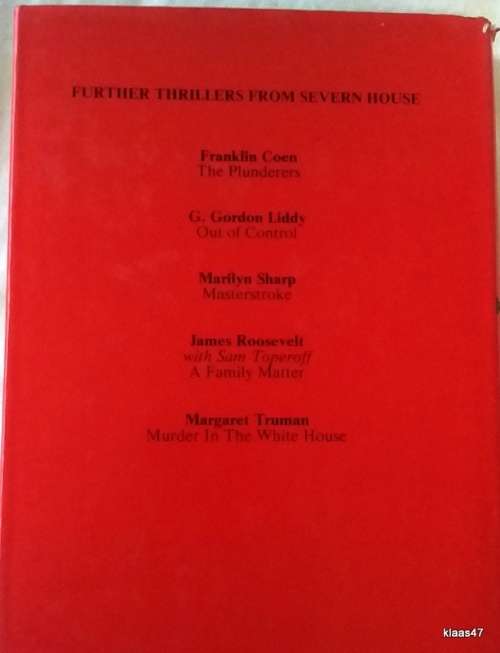 FURTHER THRILLERS FROM SEVERN HOUSE
Franklin Coen
The Plunderers
G. Gordon Liddy
Out of Control
Marilyn Sharp
Masterstroke
James Roosevelt
with Sam Toperoff
A Family Matter
Margaret Truman
Murder In The White House
klaas47